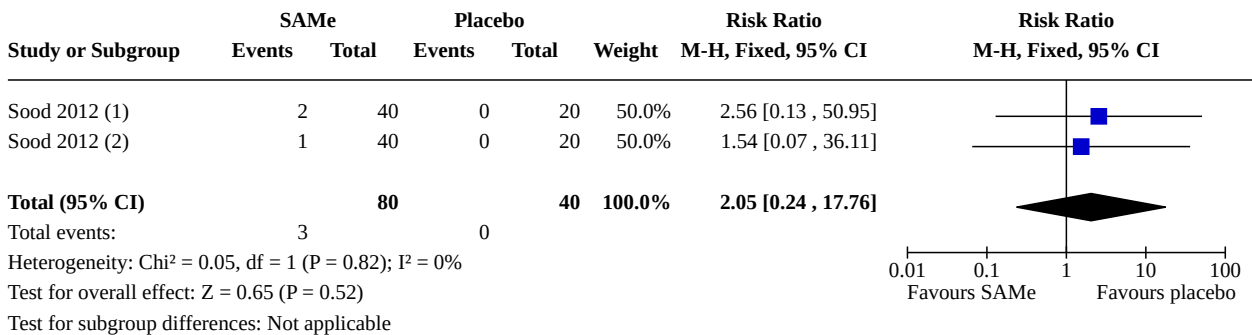 SAMe Placebo Risk Ratio Risk Ratio
Study or Subgroup Events Total Events Total Weight M-H, Fixed, 95% CI M-H, Fixed, 95% CI
Sood 2012 (1) 2 40 0 20 50.0% 2.56 [0.13 , 50.95]
Sood 2012 (2) 1 40 0 20 50.0% 1.54 [0.07 , 36.11]
Total (95% CI) 80 40 100.0% 2.05 [0.24 , 17.76]
Total events: 3 0
Heterogeneity: Chi² = 0.05, df = 1 (P = 0.82); I² = 0%
0.01 0.1 1 10 100
Test for overall effect: Z = 0.65 (P = 0.52) Favours SAMe Favours placebo
Test for subgroup differences: Not applicable